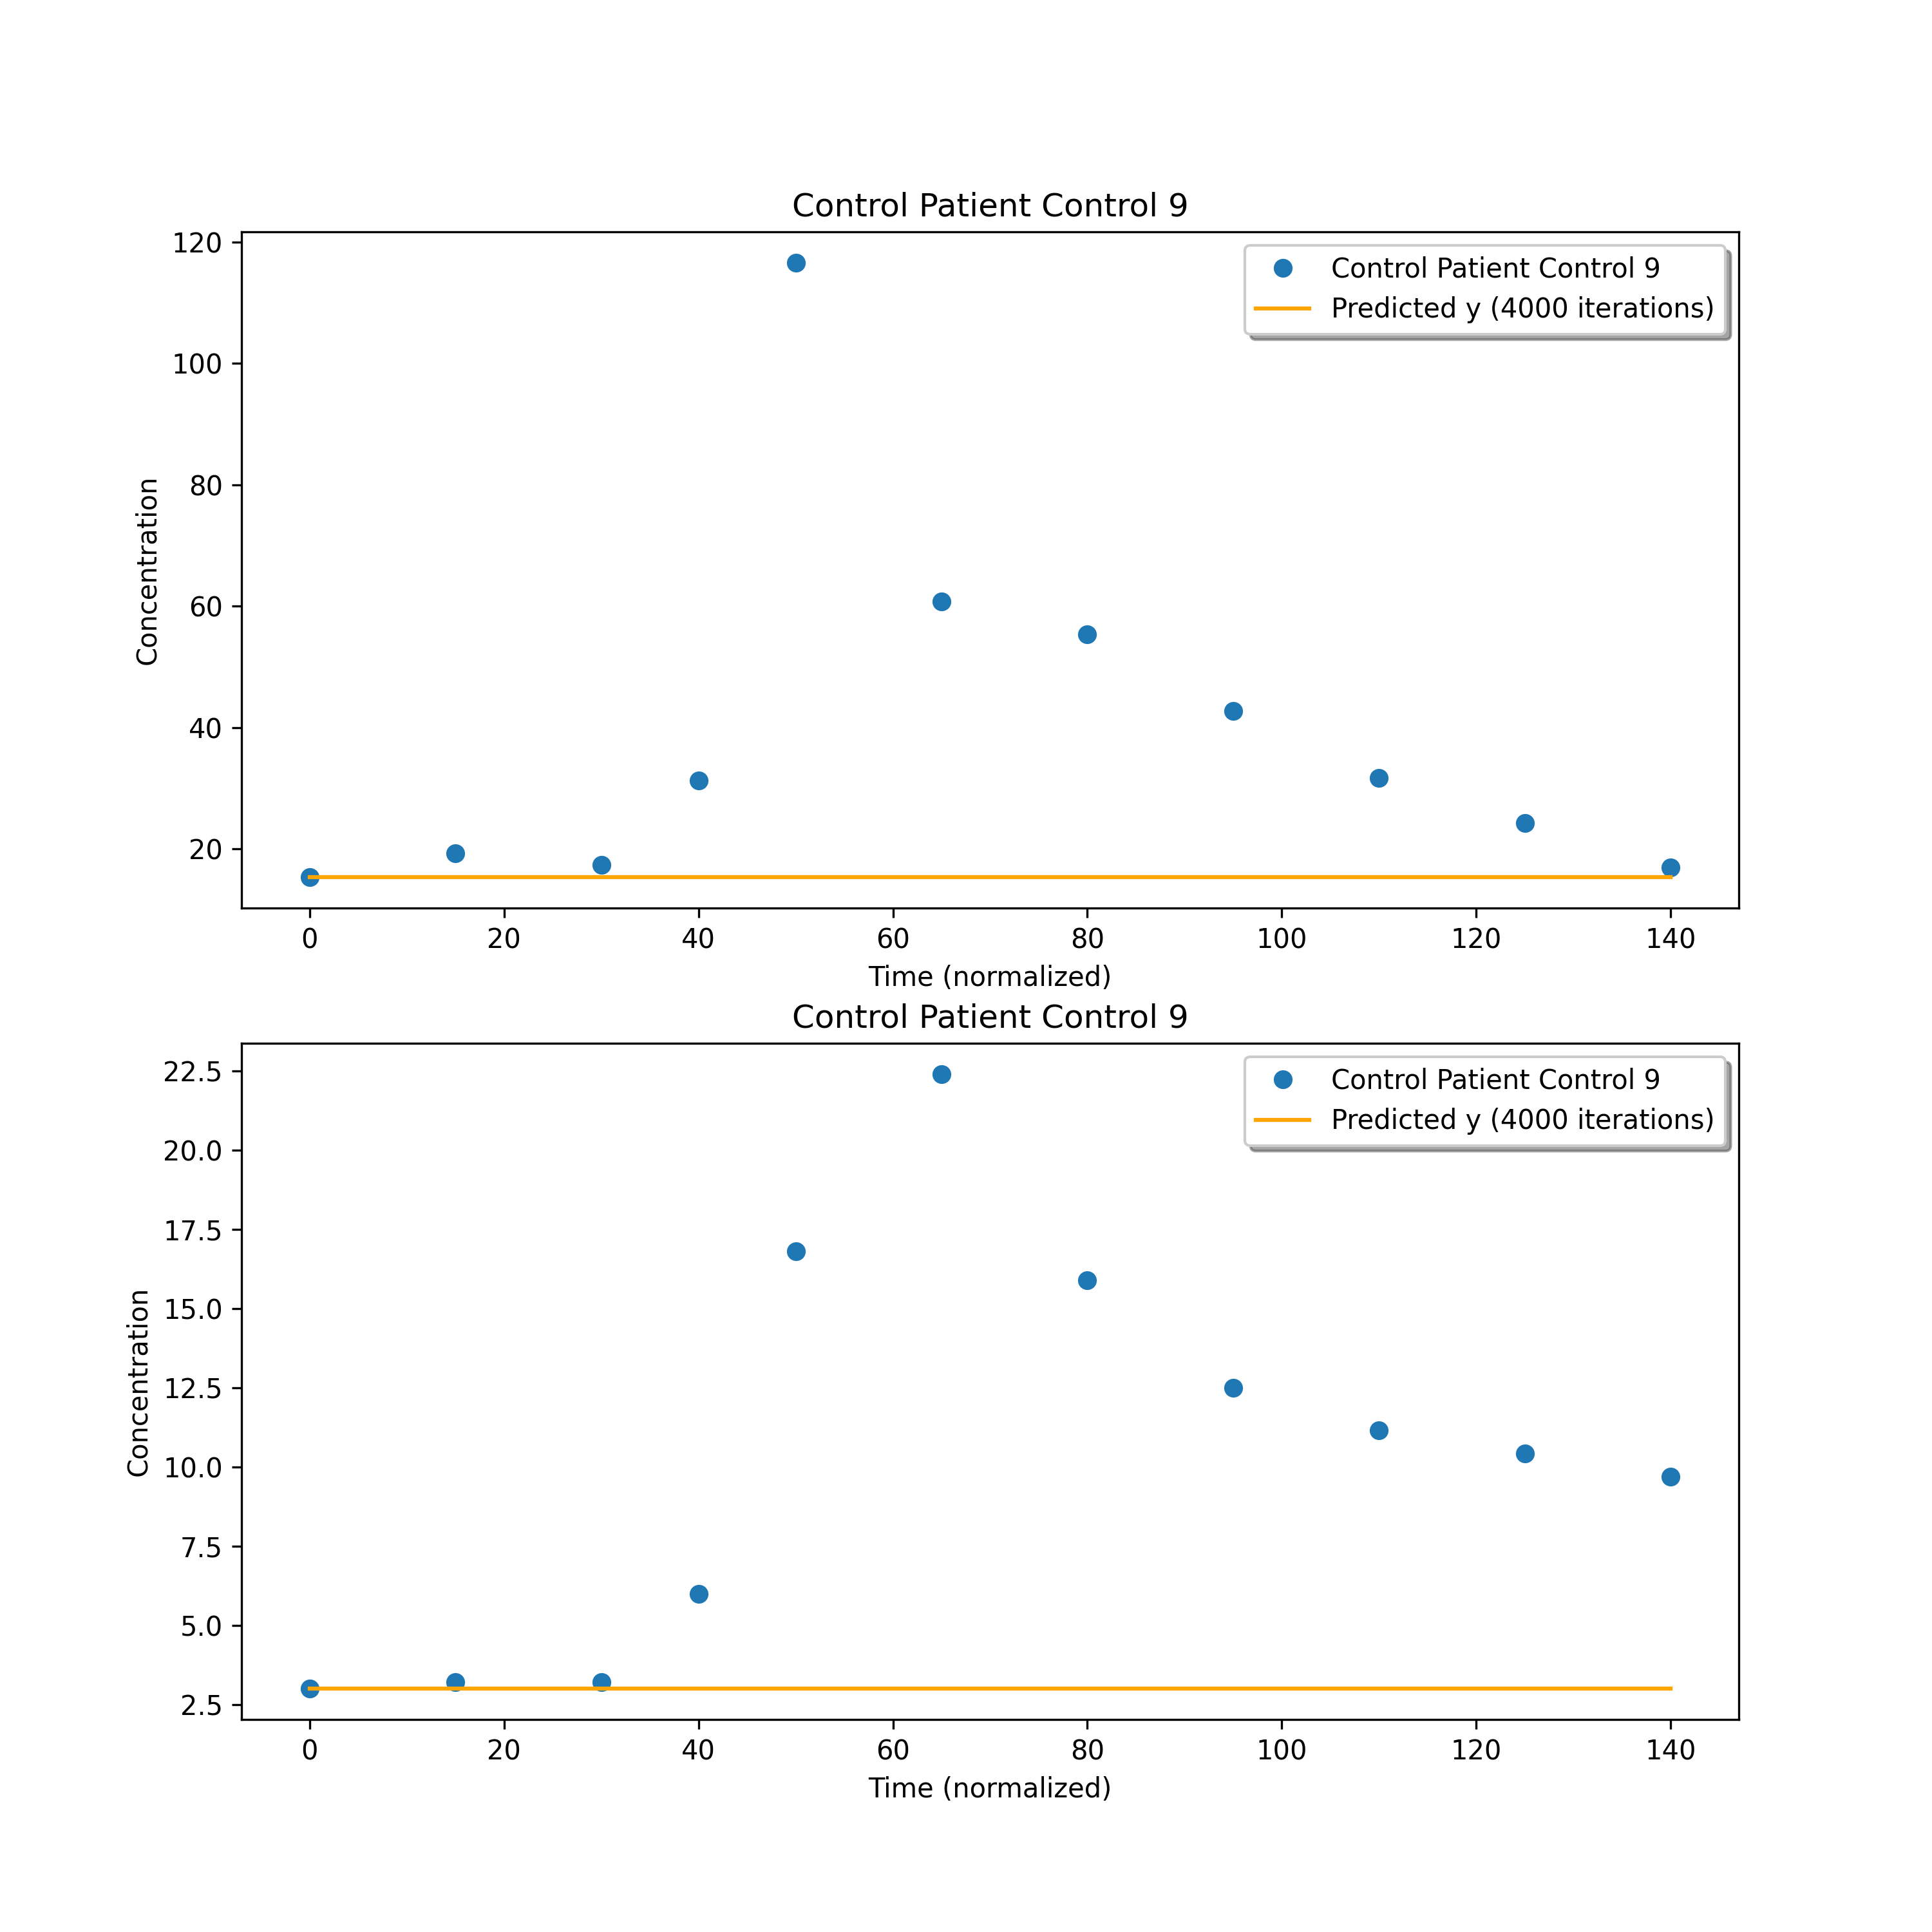 Control Patient Control 9
120
100
80
60
40
20
Concentration
Control Patient Control 9
Predicted y (4000 iterations)
0 20 40 60 80 100 120 140
Time (normalized)
Control Patient Control 9
22.5
20.0
17.5
15.0
12.5
10.0
7.5
5.0
2.5
Concentration
Control Patient Control 9
Predicted y (4000 iterations)
0 20 40 60 80 100 120 140
Time (normalized)